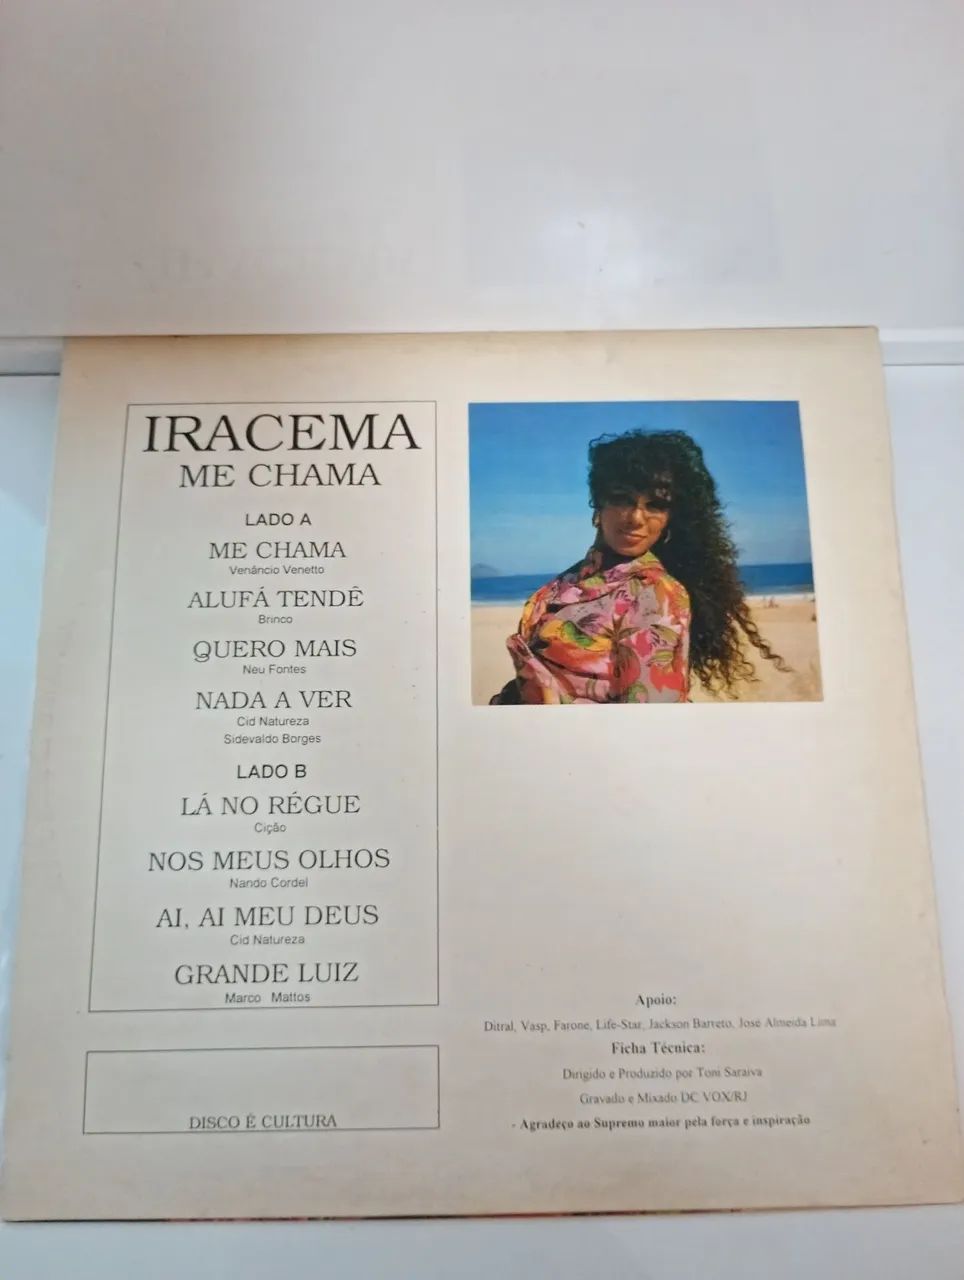 IRACEMA
ME CHAMA
LADO A
ME CHAMA
Venâncio Venetto
ALUFÁ TENDÊ
Brinco
QUERO MAIS
Neu Fontes
NADA A VER
Cid Natureza
Sidevaldo Borges
LADO B
LÁ NO RÉGUE
Cição
NOS MEUS OLHOS
Nando Cordel
AI, AI MEU DEUS
Cid Natureza
GRANDE LUIZ
Marco Mattos
DISCO É CULTURA
Apoio:
Ditral, Vasp, Farone, Life-Star, Jackson Barreto, José Almeida Lima
Ficha Técnica:
Dirigido e Produzido por Toni Saraiva
Gravado e Mixado DC VOX/RJ
- Agradeço ao Supremo maior pela força e inspiração